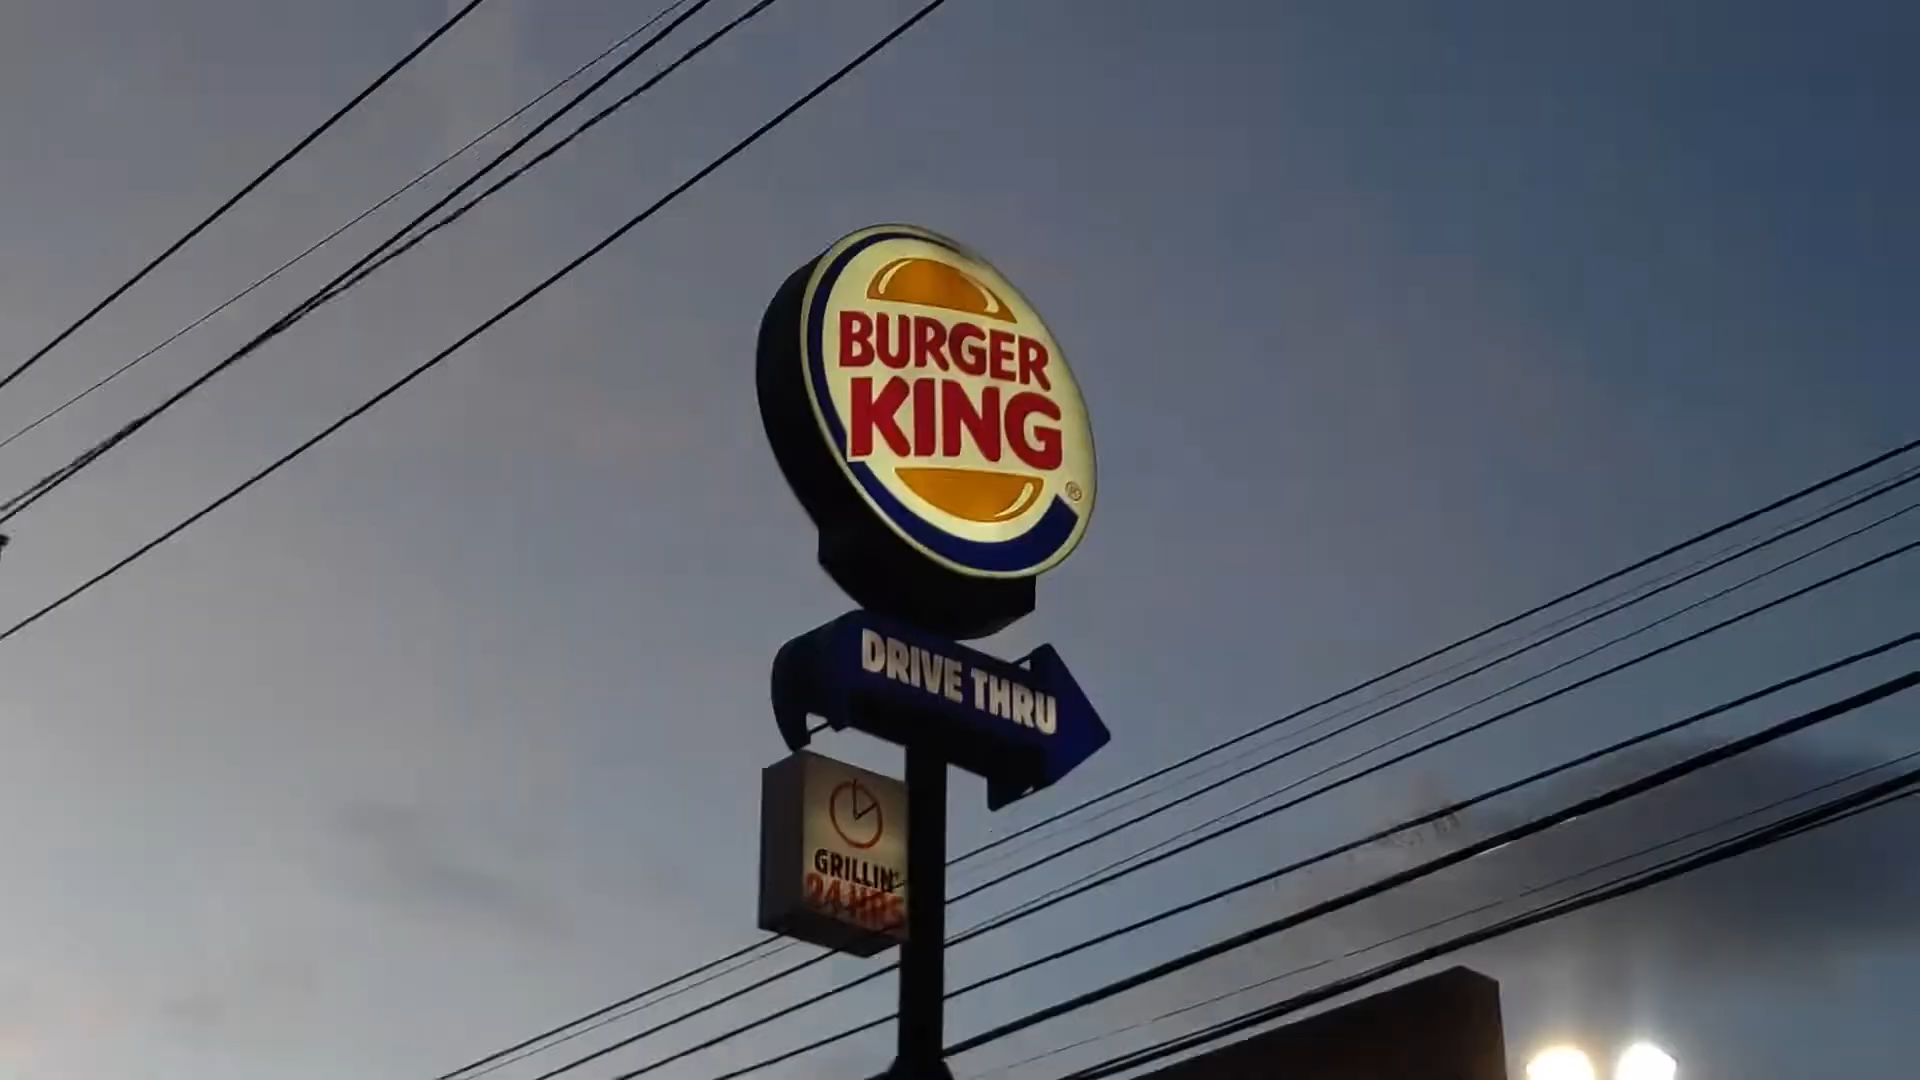 BURGER
KING
®
DRIVE THRU
GRILLIN'
24 HRS